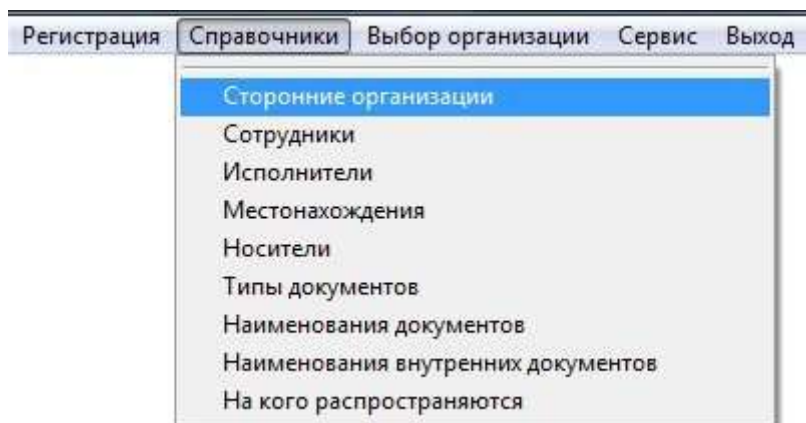 Регистрация Справочники Выбор организации Сервис Выход
Сторонние организации
Сотрудники
Исполнители
Местонахождения
Носители
Типы документов
Наименования документов
Наименования внутренних документов
На кого распространяются